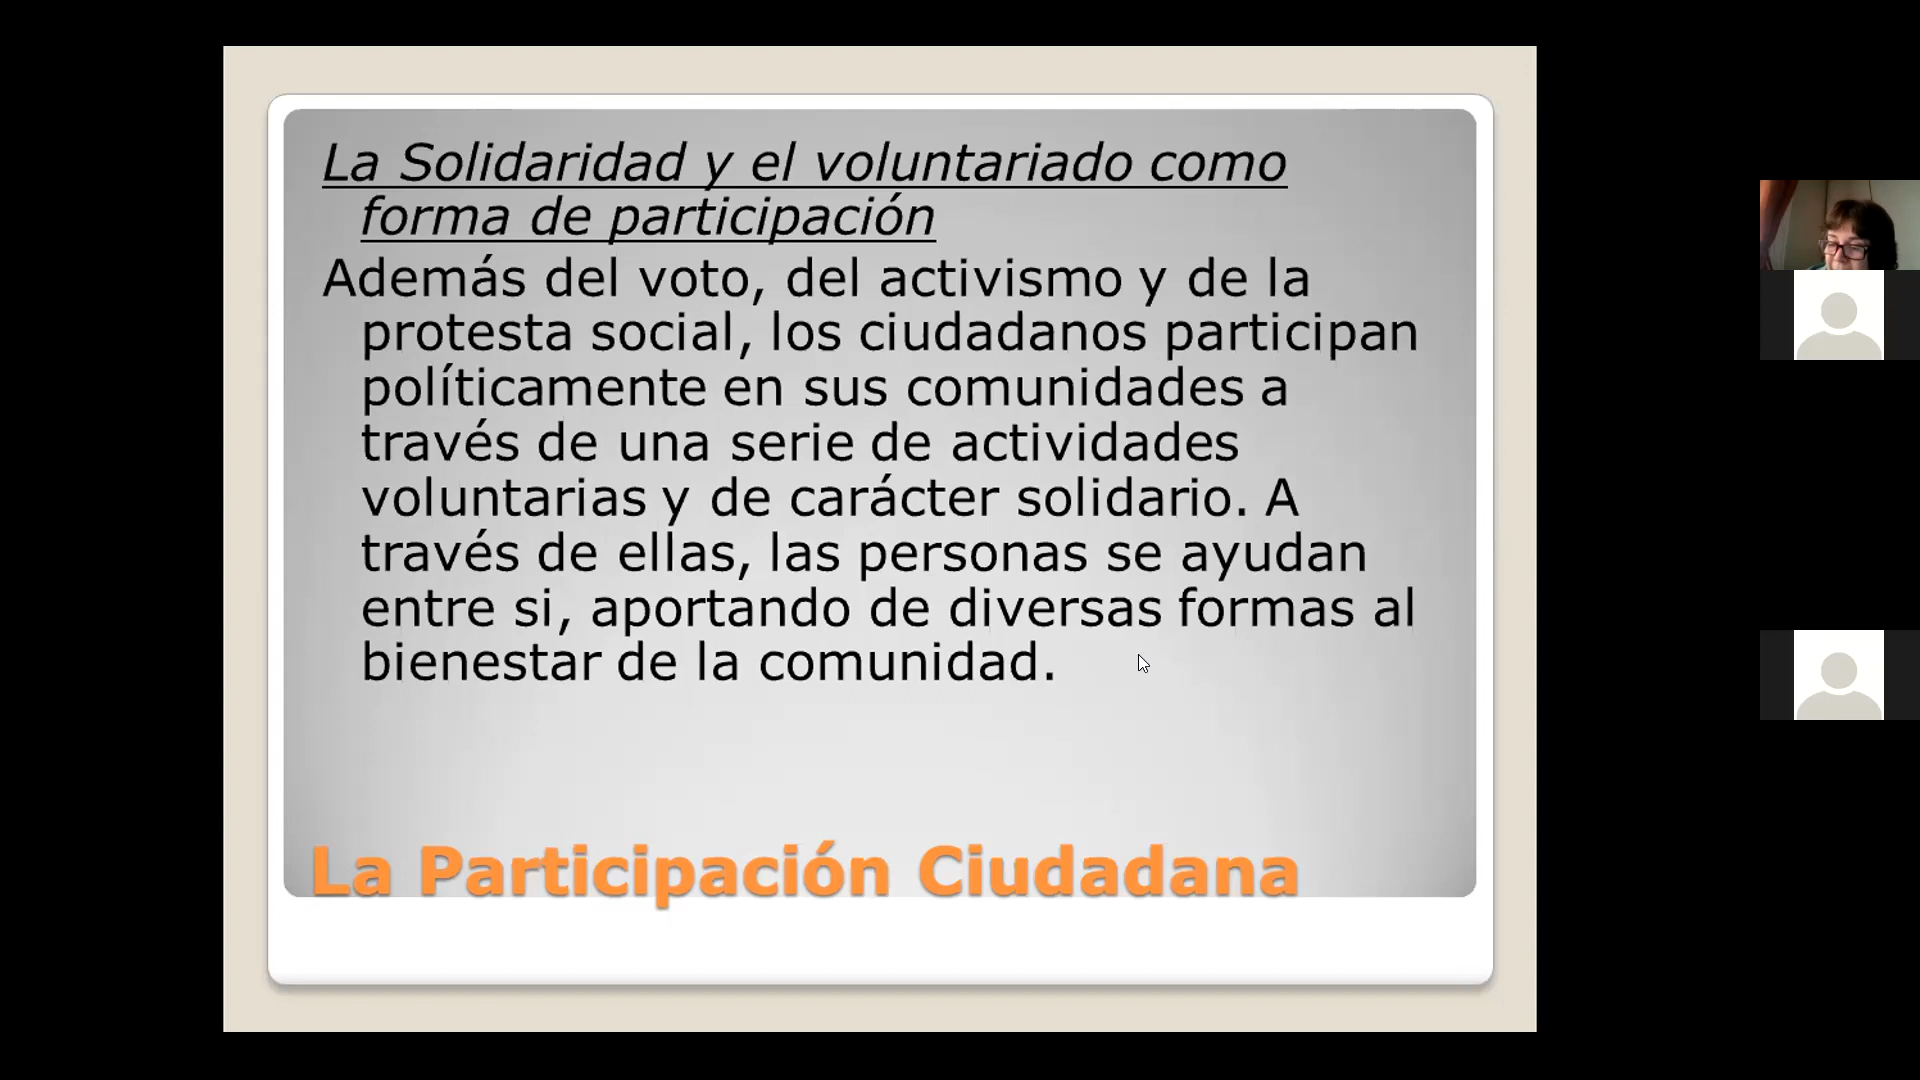 La Solidaridad y el voluntariado como
forma de participación
Además del voto, del activismo y de la
protesta social, los ciudadanos participan
políticamente en sus comunidades a
través de una serie de actividades
voluntarias y de carácter solidario. A
través de ellas, las personas se ayudan
entre si, aportando de diversas formas al
bienestar de la comunidad.
La Participación Ciudadana